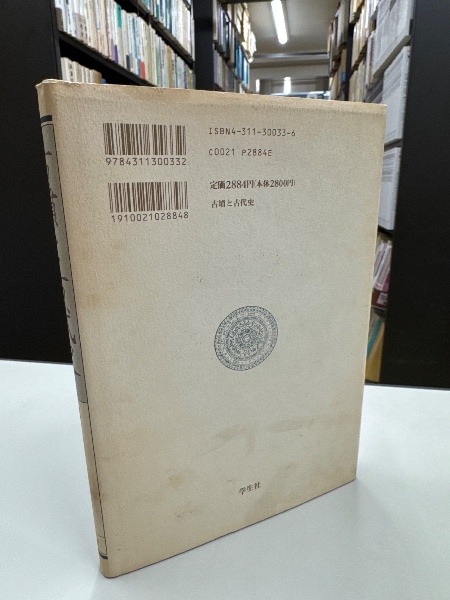 ISBN4-311-30033-6
C0021 P2884E
9784311300332
定価2884円(本体2800円)
1910021028848
古墳と古代史
学生社